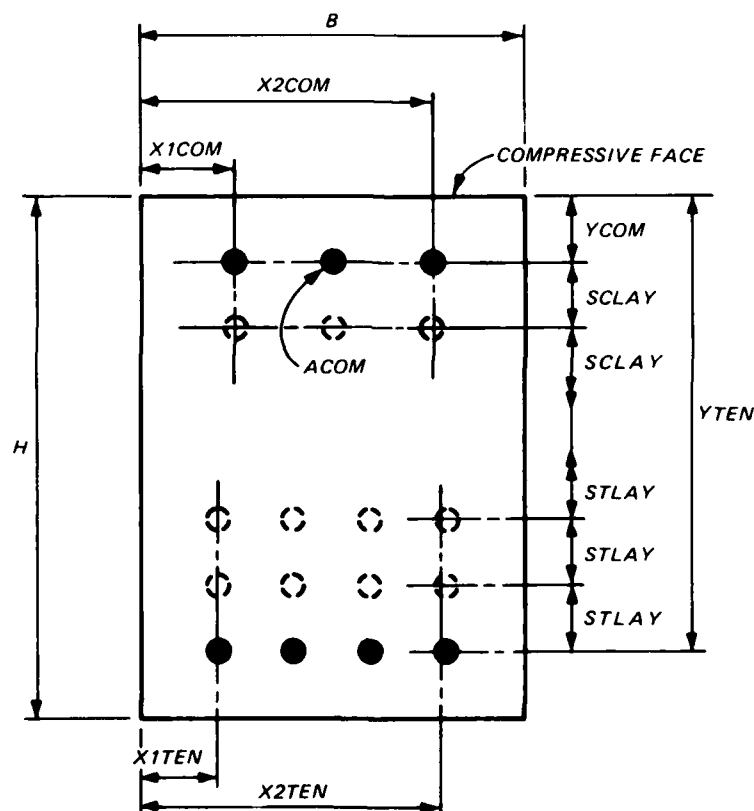 B
X2COM
X1COM
COMPRESSIVE FACE
YCOM
SCLAY
ACOM
SCLAY
H
YTEN
STLAY
STLAY
STLAY
X1TEN
X2TEN